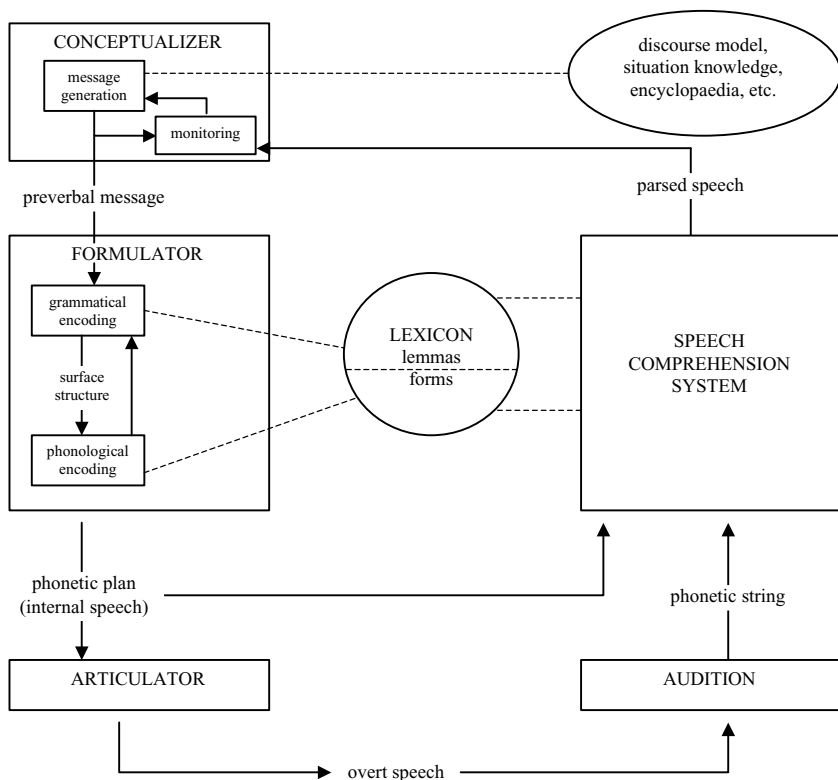 CONCEPTUALIZER
message
generation
monitoring
discourse model,
situation knowledge,
encyclopaedia, etc.
preverbal message
parsed speech
FORMULATOR
grammatical
encoding
surface
structure
phonological
encoding
LEXICON
lemmas
forms
SPEECH
COMPREHENSION
SYSTEM
phonetic plan
(internal speech)
phonetic string
ARTICULATOR
AUDITION
overt speech